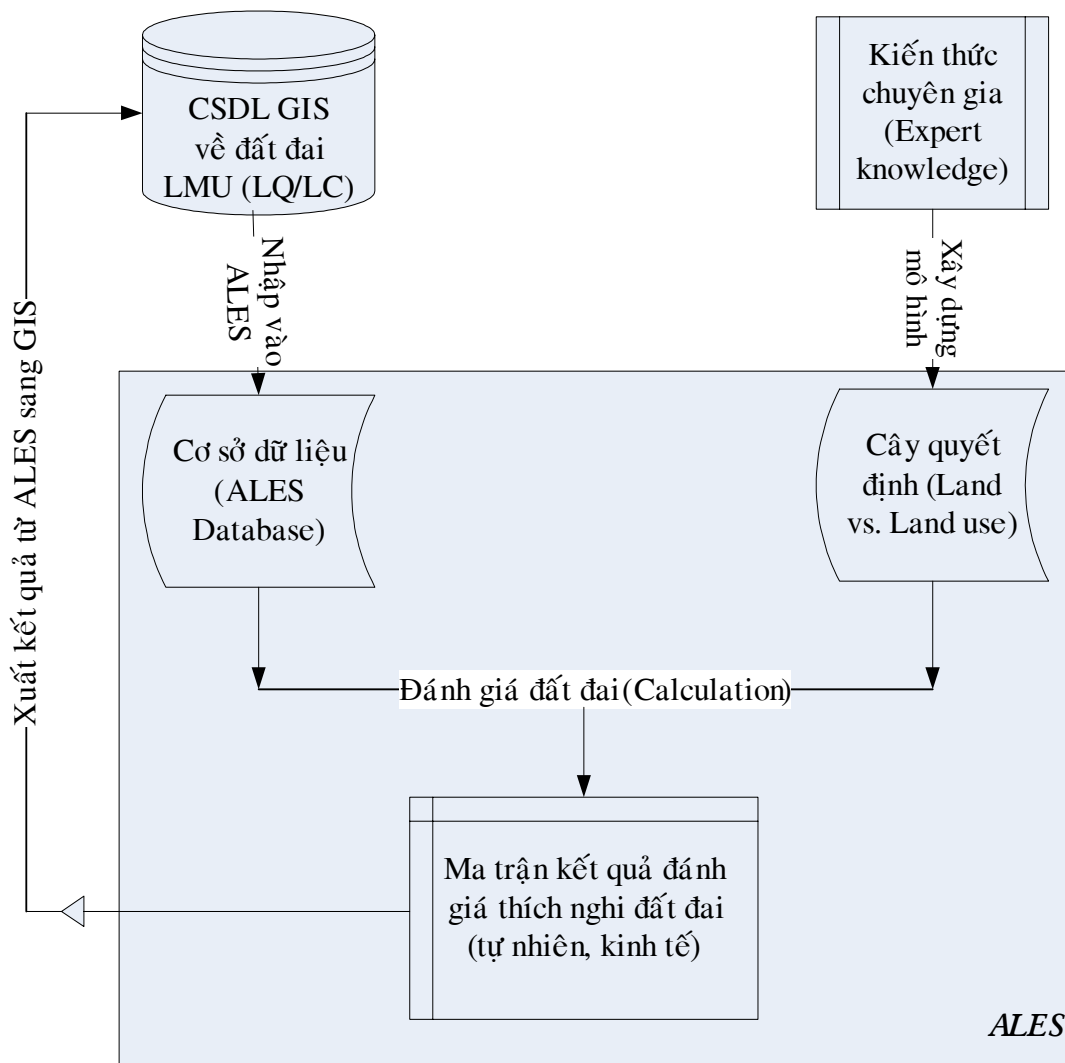 CSDL GIS
về đất đai
LMU (LQ/LC)
Kiến thức
chuyên gia
(Expert
knowledge)
Nhập vào
ALES
Xây dựng
mô hình
Xuất kết quả từ ALES sang GIS
Cơ sở dữ liệu
(ALES
Database)
Cây quyết
định (Land
vs. Land use)
Đánh giá đất đai(Calculation)
Ma trận kết quả đánh
giá thích nghi đất đai
(tự nhiên, kinh tế)
ALES